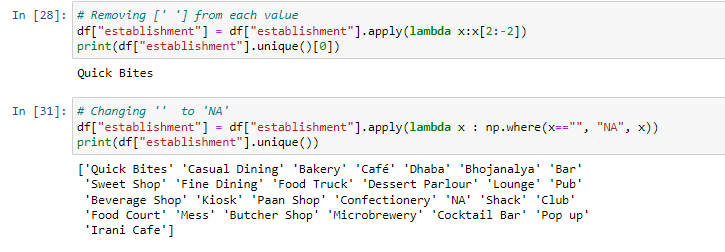 In [28]: # Removing [' '] from each value
df["establishment"] = df["establishment"].apply(lambda x:x[2:-2])
print(df["establishment"].unique()[0])
Quick Bites
In [31]: # Changing ''  to 'NA'
df["establishment"] = df["establishment"].apply(lambda x : np.where(x=="", "NA", x))
print(df["establishment"].unique())
['Quick Bites' 'Casual Dining' 'Bakery' 'Café' 'Dhaba' 'Bhojanalya' 'Bar'
'Sweet Shop' 'Fine Dining' 'Food Truck' 'Dessert Parlour' 'Lounge' 'Pub'
'Beverage Shop' 'Kiosk' 'Paan Shop' 'Confectionery' 'NA' 'Shack' 'Club'
'Food Court' 'Mess' 'Butcher Shop' 'Microbrewery' 'Cocktail Bar' 'Pop up'
'Irani Cafe']